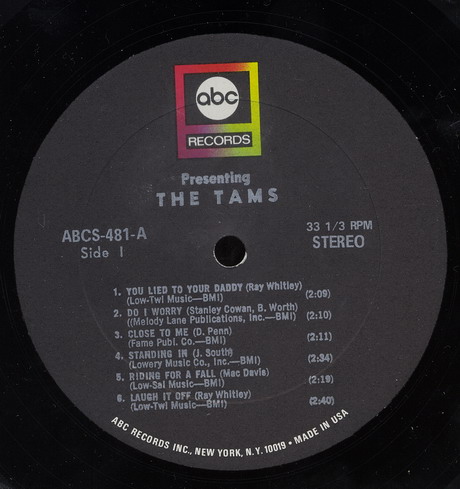 abc
RECORDS
Presenting
THE TAMS
ABCS-481-A
Side 1
33 1/3 RPM
STEREO
1. YOU LIED TO YOUR DADDY (Ray Whitley)
(Low-Twi Music—BMI) (2:09)
2. DO I WORRY (Stanley Cowan, B. Worth)
((Melody Lane Publications, Inc.—BMI) (2:10)
3. CLOSE TO ME (D. Penn)
(Fame Publ. Co.—BMI) (2:11)
4. STANDING IN (J. South)
(Lowery Music Co., Inc.—BMI) (2:34)
5. RIDING FOR A FALL (Mac Davis)
(Low-Sal Music—BMI) (2:19)
6. LAUGH IT OFF (Ray Whitley)
(Low-Twi Music—BMI) (2:40)
ABC RECORDS INC., NEW YORK, N.Y. 10019 • MADE IN USA